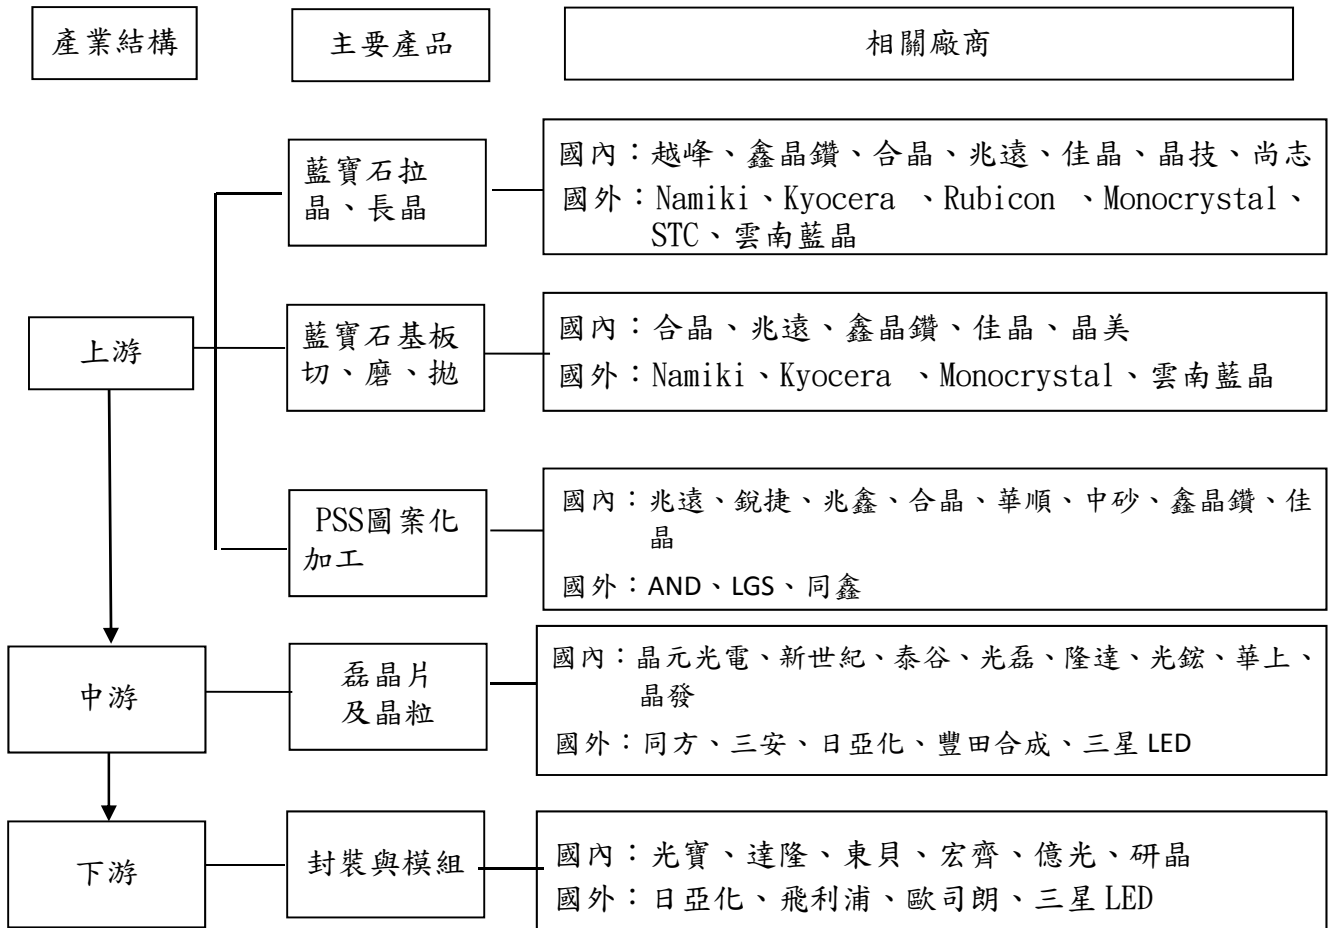 產業結構
主要產品
相關廠商
藍寶石拉
晶、長晶
國內：越峰、鑫晶鑽、合晶、兆遠、佳晶、晶技、尚志
國外：Namiki、Kyocera 、Rubicon 、Monocrystal、
STC、雲南藍晶
上游
藍寶石基板
切、磨、拋
國內：合晶、兆遠、鑫晶鑽、佳晶、晶美
國外：Namiki、Kyocera 、Monocrystal、雲南藍晶
PSS圖案化
加工
國內：兆遠、銳捷、兆鑫、合晶、華順、中砂、鑫晶鑽、佳
晶
國外：AND、LGS、同鑫
中游
磊晶片
及晶粒
國內：晶元光電、新世紀、泰谷、光磊、隆達、光鋐、華上、
晶發
國外：同方、三安、日亞化、豐田合成、三星 LED
下游
封裝與模組
國內：光寶、達隆、東貝、宏齊、億光、研晶
國外：日亞化、飛利浦、歐司朗、三星 LED